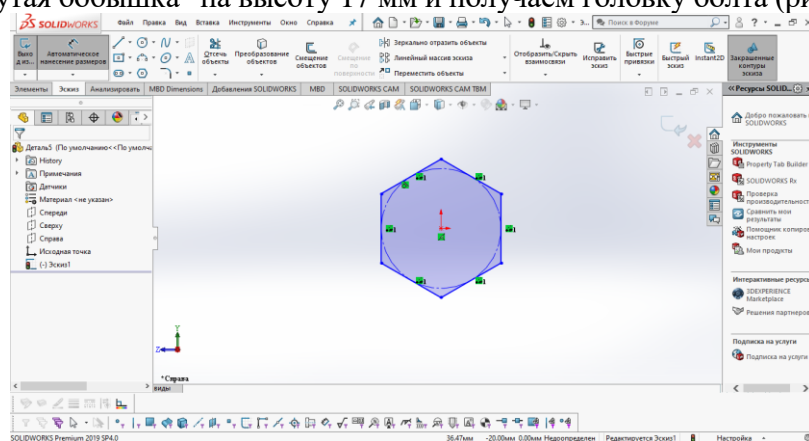 утая бобышка" на высоту 17 мм и получаем головку болта (ри
SOLIDWORKS Файл Правка Вид Вставка Инструменты Окно Справка Поиск в Форуме
Автоматическое нанесение размеров
Отсечь объекты
Преобразование объектов
Смещение объектов
Смещение по поверхности
Зеркально отразить объекты
Линейный массив эскиза
Переместить объекты
Отобразить/Скрыть взаимосвязи
Исправить эскиз
Быстрые привязки
Быстрый эскиз
Instant2D
Закрашенные контуры эскиза
Элементы Эскиз Анализировать MBD Dimensions Добавления SOLIDWORKS MBD SOLIDWORKS CAM SOLIDWORKS CAM TBM
Деталь5 (По умолчанию<<По умолча
History
Примечания
Датчики
Материал <не указан>
Спереди
Сверху
Справа
Исходная точка
(-) Эскиз1
Y
Z
*Справа
виды
«Ресурсы SOLID...
Добро пожаловать в SOLIDWORKS
Инструменты SOLIDWORKS
Property Tab Builder
SOLIDWORKS Rx
Проверка производительност
Сравнить мои результаты
Помощник копиров настроек
Мои продукты
Интерактивные ресурсы
3DEXPERIENCE Marketplace
Решения партнеров
Подписка на услуги
Подписка на услуги
SOLIDWORKS Premium 2019 SP4.0 36.47мм -20.00мм 0.00мм Недоопределен Редактируется Эскиз1 Настройка